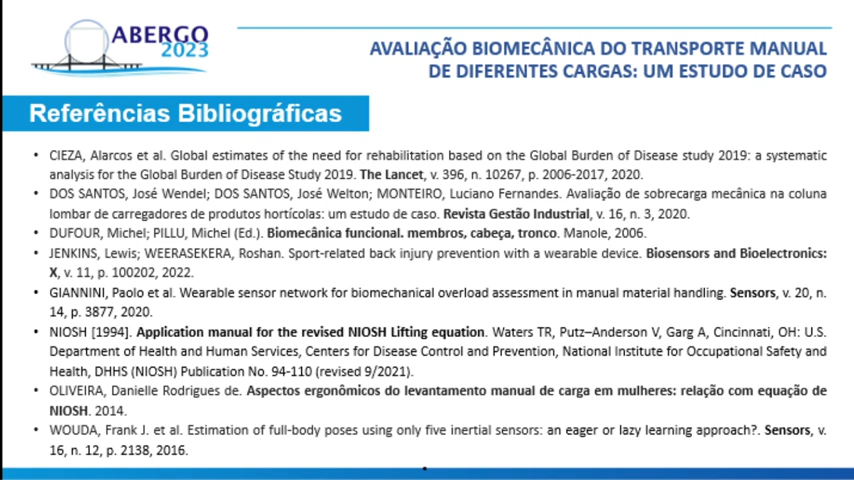 ABERGO
2023
AVALIAÇÃO BIOMECÂNICA DO TRANSPORTE MANUAL
DE DIFERENTES CARGAS: UM ESTUDO DE CASO
Referências Bibliográficas
• CIEZA, Alarcos et al. Global estimates of the need for rehabilitation based on the Global Burden of Disease study 2019: a systematic
analysis for the Global Burden of Disease Study 2019. The Lancet, v. 396, n. 10267, p. 2006-2017, 2020.
• DOS SANTOS, José Wendel; DOS SANTOS, José Welton; MONTEIRO, Luciano Fernandes. Avaliação de sobrecarga mecânica na coluna
lombar de carregadores de produtos hortícolas: um estudo de caso. Revista Gestão Industrial, v. 16, n. 3, 2020.
• DUFOUR, Michel; PILLU, Michel (Ed.). Biomecânica funcional. membros, cabeça, tronco. Manole, 2006.
• JENKINS, Lewis; WEERASEKERA, Roshan. Sport-related back injury prevention with a wearable device. Biosensors and Bioelectronics:
X, v. 11, p. 100202, 2022.
• GIANNINI, Paolo et al. Wearable sensor network for biomechanical overload assessment in manual material handling. Sensors, v. 20, n.
14, p. 3877, 2020.
• NIOSH [1994]. Application manual for the revised NIOSH Lifting equation. Waters TR, Putz–Anderson V, Garg A, Cincinnati, OH: U.S.
Department of Health and Human Services, Centers for Disease Control and Prevention, National Institute for Occupational Safety and
Health, DHHS (NIOSH) Publication No. 94-110 (revised 9/2021).
• OLIVEIRA, Danielle Rodrigues de. Aspectos ergonômicos do levantamento manual de carga em mulheres: relação com equação de
NIOSH. 2014.
• WOUDA, Frank J. et al. Estimation of full-body poses using only five inertial sensors: an eager or lazy learning approach?. Sensors, v.
16, n. 12, p. 2138, 2016.